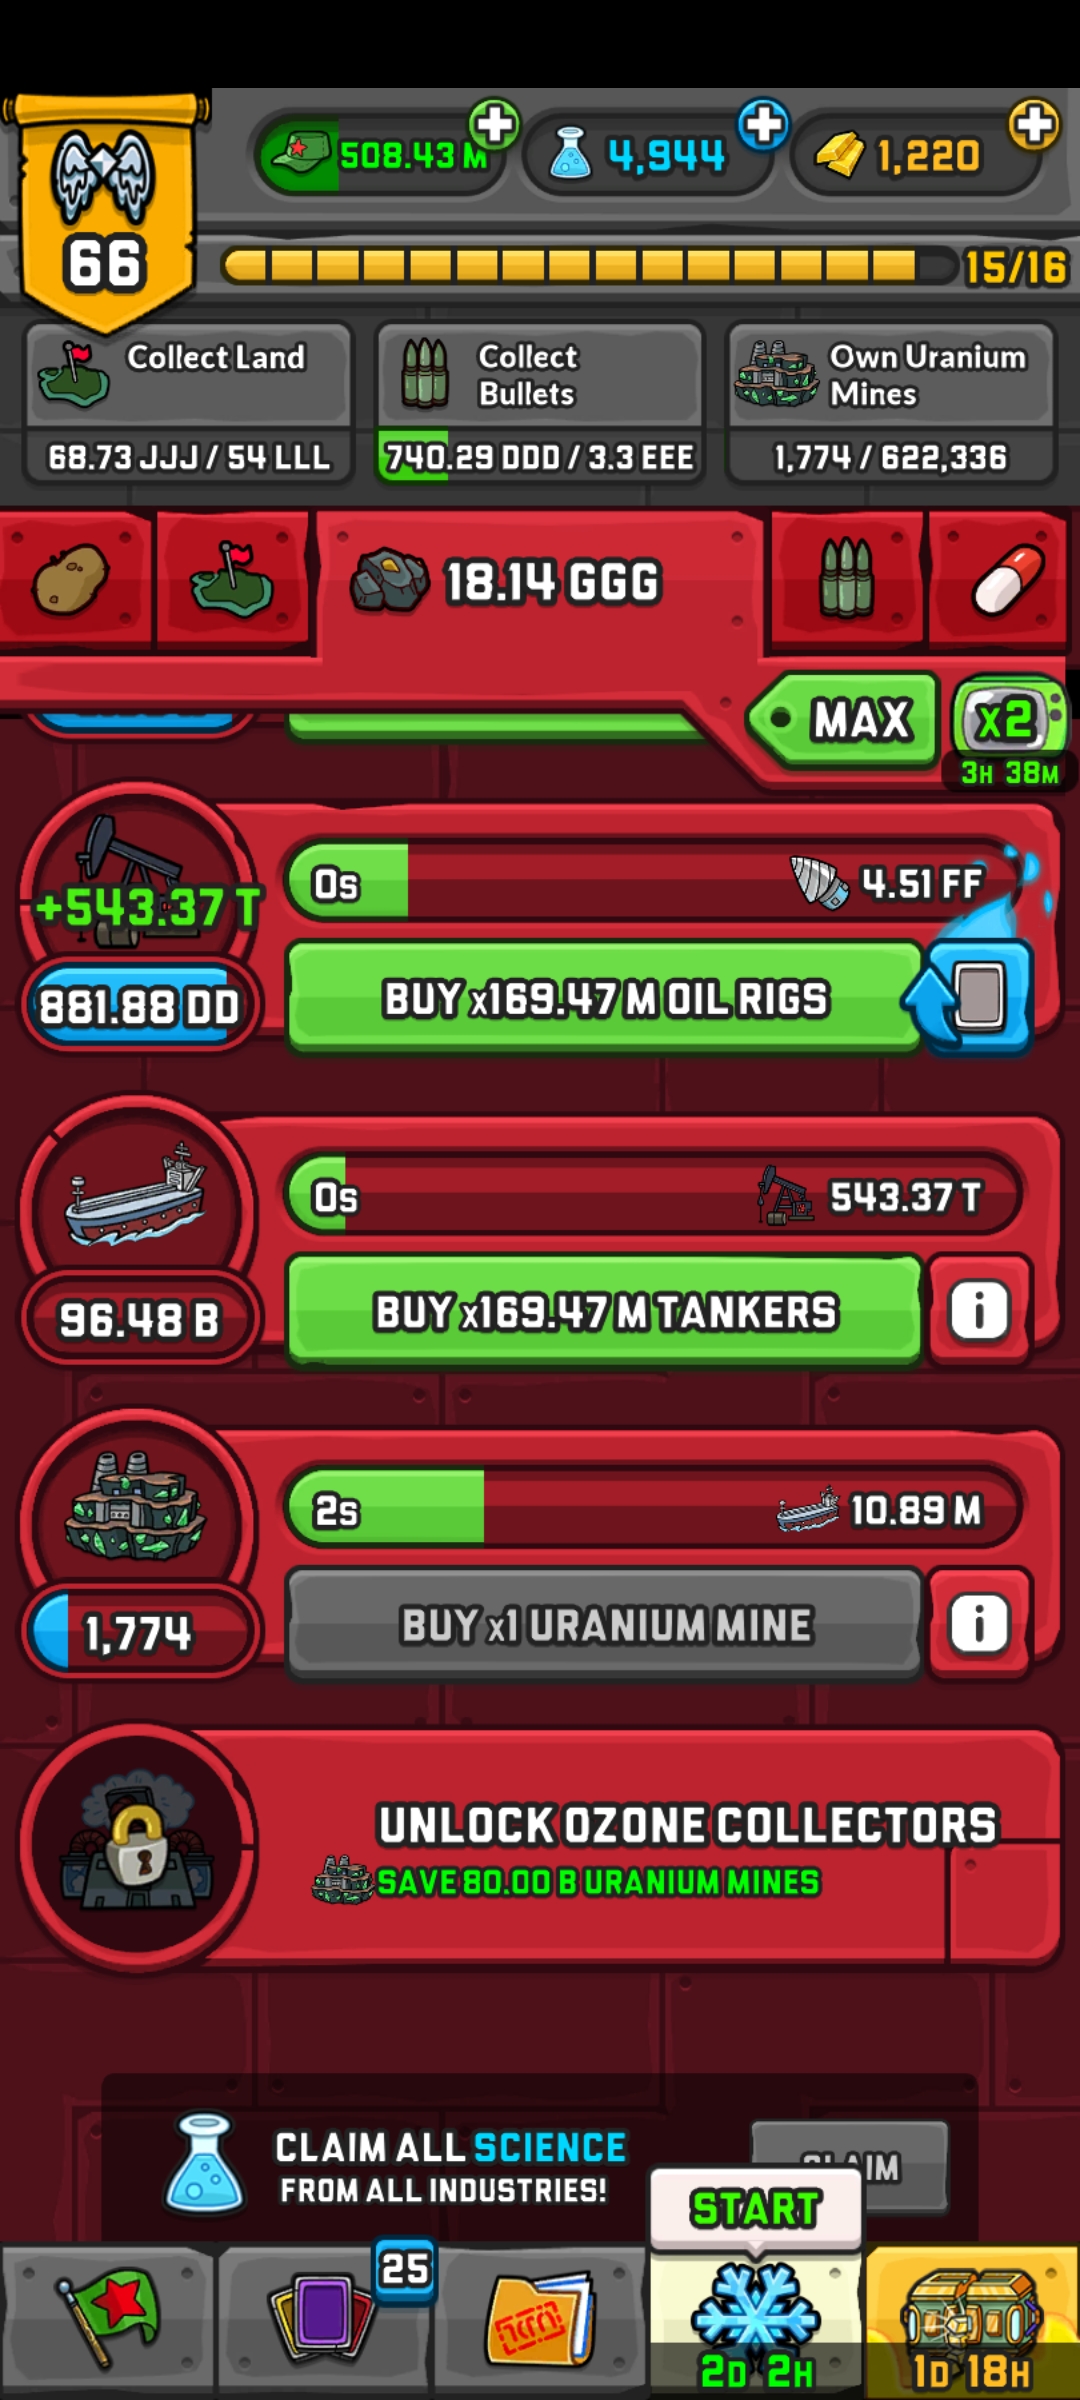 508.43 M
4,944
1,220
66
15/16
Collect Land
68.73 JJJ / 54 LLL
Collect
Bullets
740.29 DDD / 3.3 EEE
Own Uranium
Mines
1,774 / 622,336
18.14 GGG
MAX
x2
3H 38M
+543.37 T
881.88 DD
0s
4.51 FF
BUY x169.47 M OIL RIGS
96.48 B
0s
543.37 T
BUY x169.47 M TANKERS
1,774
2s
10.89 M
BUY x1 URANIUM MINE
UNLOCK OZONE COLLECTORS
SAVE 80.00 B URANIUM MINES
CLAIM ALL SCIENCE
FROM ALL INDUSTRIES!
CLAIM
START
25
2D 2H
1D 18H